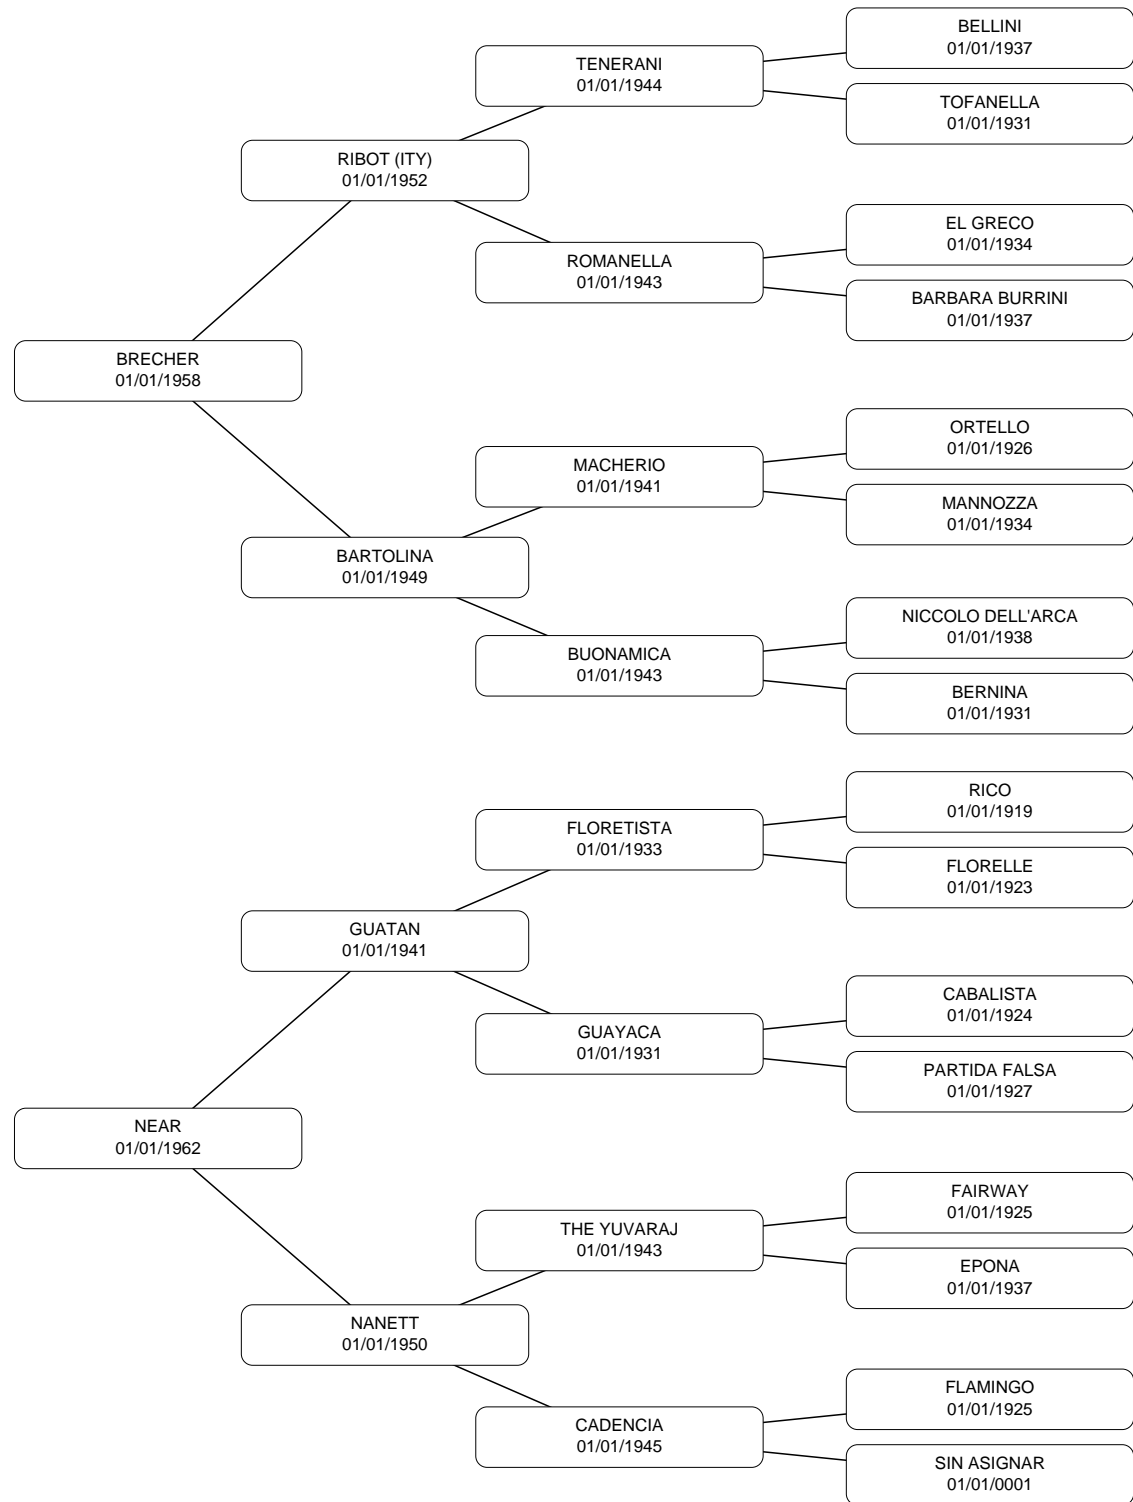 BELLINI
01/01/1937
TENERANI
01/01/1944
TOFANELLA
01/01/1931
RIBOT (ITY)
01/01/1952
EL GRECO
01/01/1934
ROMANELLA
01/01/1943
BARBARA BURRINI
01/01/1937
BRECHER
01/01/1958
ORTELLO
01/01/1926
MACHERIO
01/01/1941
MANNOZZA
01/01/1934
BARTOLINA
01/01/1949
NICCOLO DELL'ARCA
01/01/1938
BUONAMICA
01/01/1943
BERNINA
01/01/1931
RICO
01/01/1919
FLORETISTA
01/01/1933
FLORELLE
01/01/1923
GUATAN
01/01/1941
CABALISTA
01/01/1924
GUAYACA
01/01/1931
PARTIDA FALSA
01/01/1927
NEAR
01/01/1962
FAIRWAY
01/01/1925
THE YUVARAJ
01/01/1943
EPONA
01/01/1937
NANETT
01/01/1950
FLAMINGO
01/01/1925
CADENCIA
01/01/1945
SIN ASIGNAR
01/01/0001